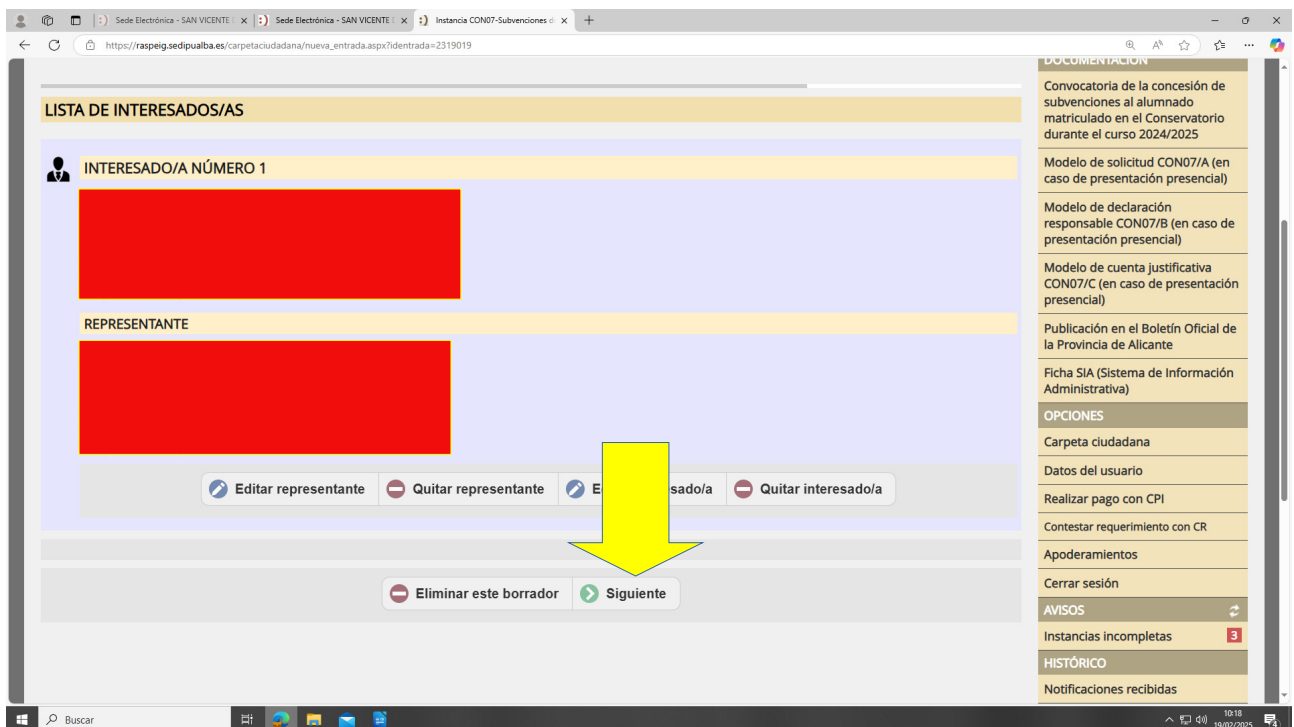 Sede Electrónica - SAN VICENTE
Sede Electrónica - SAN VICENTE
Instancia CON07-Subvenciones d
https://raspeig.sedipualba.es/carpetaciudadana/nueva_entrada.aspx?identrada=2319019
LISTA DE INTERESADOS/AS
INTERESADO/A NÚMERO 1
REPRESENTANTE
Editar representante
Quitar representante
E sado/a
Quitar interesado/a
Eliminar este borrador
Siguiente
DOCUMENTACIÓN
Convocatoria de la concesión de
subvenciones al alumnado
matriculado en el Conservatorio
durante el curso 2024/2025
Modelo de solicitud CON07/A (en
caso de presentación presencial)
Modelo de declaración
responsable CON07/B (en caso de
presentación presencial)
Modelo de cuenta justificativa
CON07/C (en caso de presentación
presencial)
Publicación en el Boletín Oficial de
la Provincia de Alicante
Ficha SIA (Sistema de Información
Administrativa)
OPCIONES
Carpeta ciudadana
Datos del usuario
Realizar pago con CPI
Contestar requerimiento con CR
Apoderamientos
Cerrar sesión
AVISOS
Instancias incompletas 3
HISTÓRICO
Notificaciones recibidas
Buscar
10:18
19/02/2025